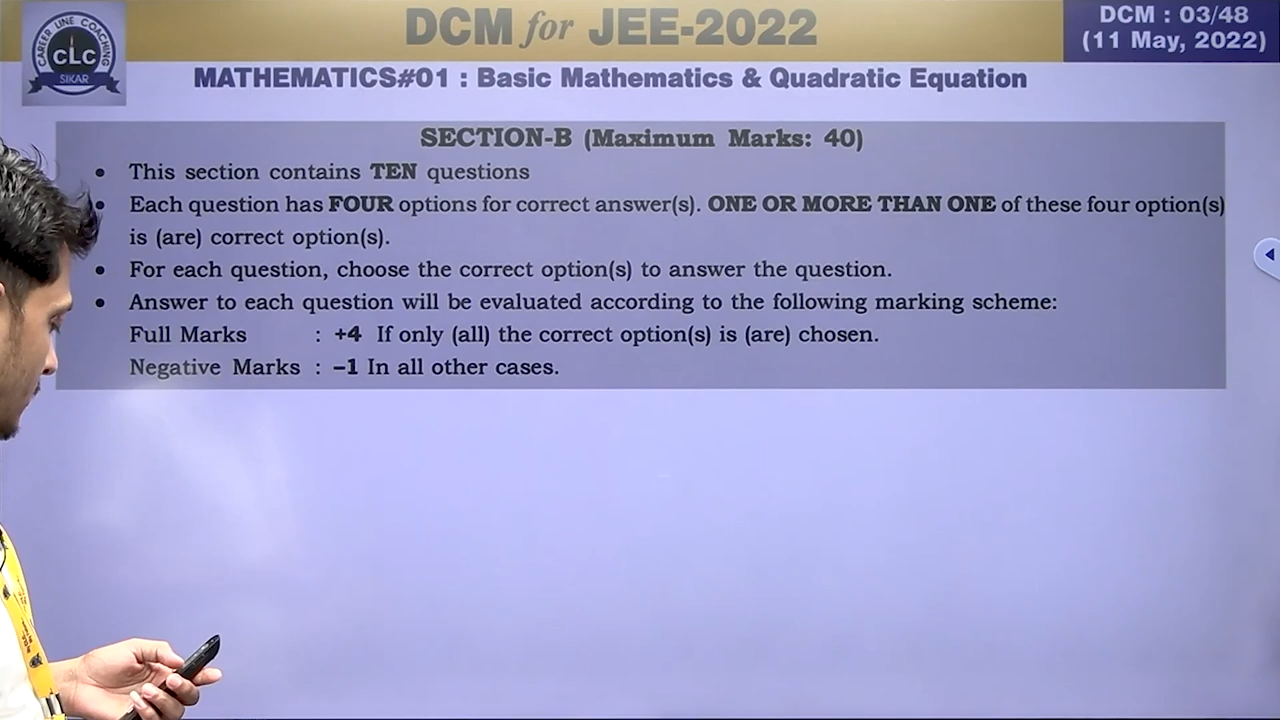 DCM for JEE-2022
DCM : 03/48
(11 May, 2022)
CAREER LINE COACHING
CLC
SIKAR
MATHEMATICS#01 : Basic Mathematics & Quadratic Equation
SECTION-B (Maximum Marks: 40)
• This section contains TEN questions
• Each question has FOUR options for correct answer(s). ONE OR MORE THAN ONE of these four option(s)
is (are) correct option(s).
• For each question, choose the correct option(s) to answer the question.
• Answer to each question will be evaluated according to the following marking scheme:
Full Marks : +4 If only (all) the correct option(s) is (are) chosen.
Negative Marks : –1 In all other cases.